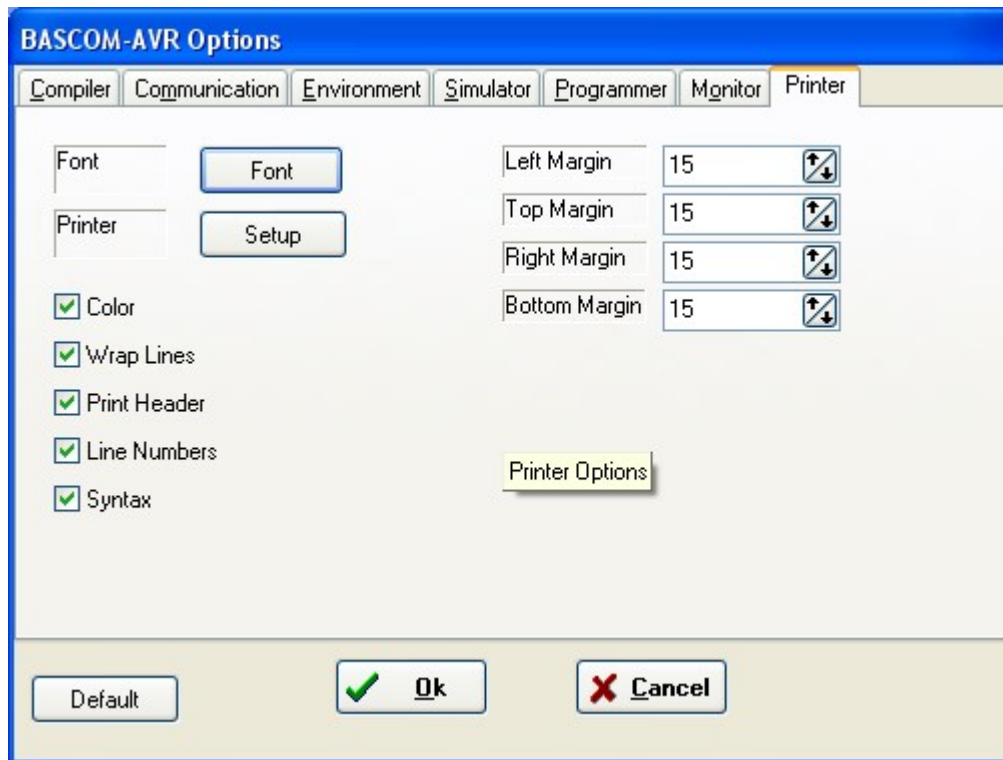 BASCOM-AVR Options
Compiler Communication Environment Simulator Programmer Monitor Printer
Font Font Left Margin 15
Top Margin 15
Printer Setup
Right Margin 15
Color Bottom Margin 15
Wrap Lines
Print Header
Line Numbers
Printer Options
Syntax
Default Ok Cancel